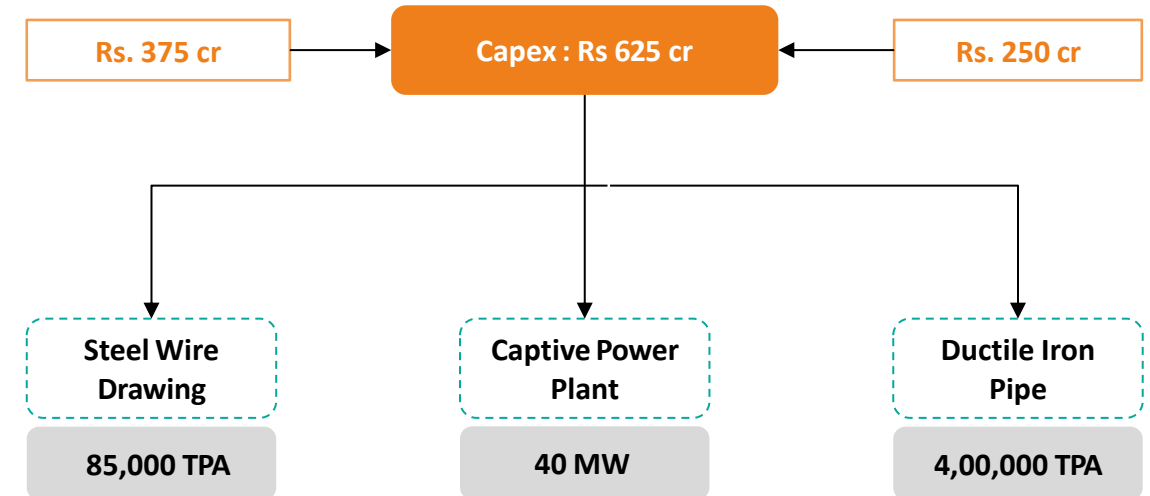 Rs. 375 cr
Capex : Rs 625 cr
Rs. 250 cr
Steel Wire
Drawing
Captive Power
Plant
Ductile Iron
Pipe
85,000 TPA
40 MW
4,00,000 TPA